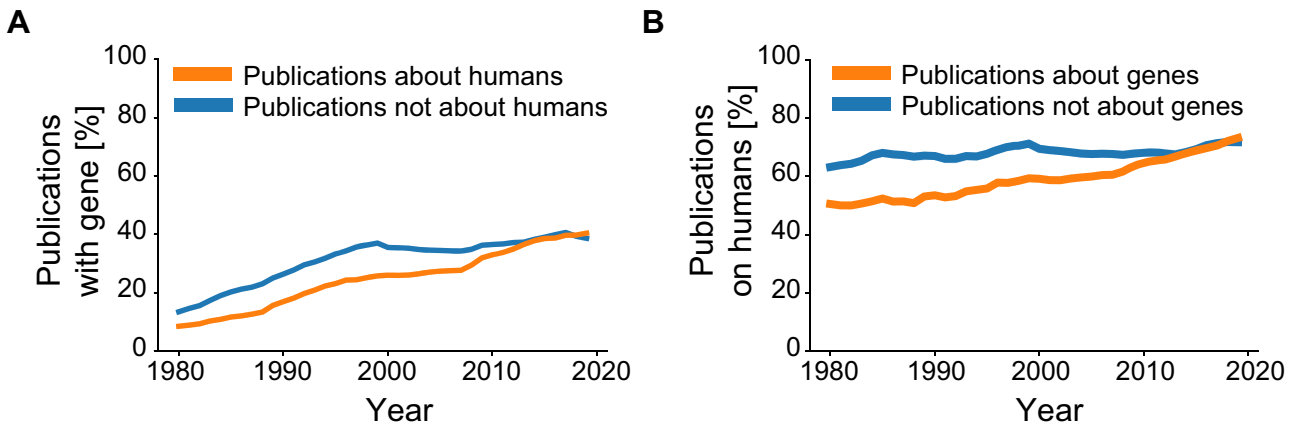 A
Publications
with gene [%]
100
80
60
40
20
0
Publications about humans
Publications not about humans
1980
1990
2000
2010
2020
Year
B
Publications
on humans [%]
100
80
60
40
20
0
Publications about genes
Publications not about genes
1980
1990
2000
2010
2020
Year